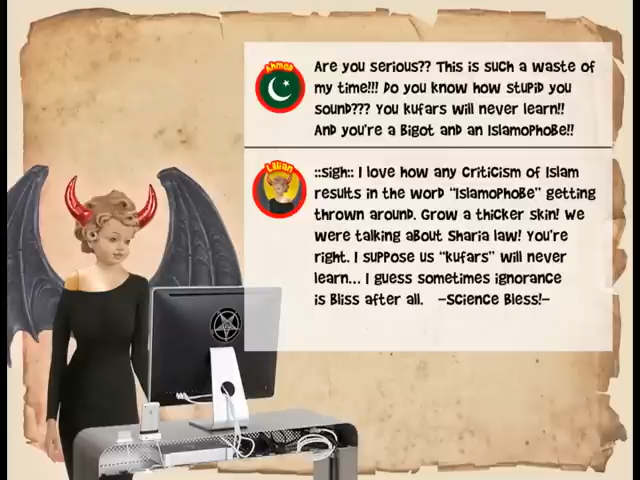 Ahmed
Are you serious?? This is such a waste of
my time!!! Do you know how stupid you
sound??? You kufars will never learn!!
And you're a Bigot and an Islamophobe!!
Lilian
::sigh:: I love how any criticism of Islam
results in the word "Islamophobe" getting
thrown around. Grow a thicker skin! We
were talking about Sharia law! You're
right. I suppose us "kufars" will never
learn... I guess sometimes ignorance
is Bliss after all. -Science Bless!-